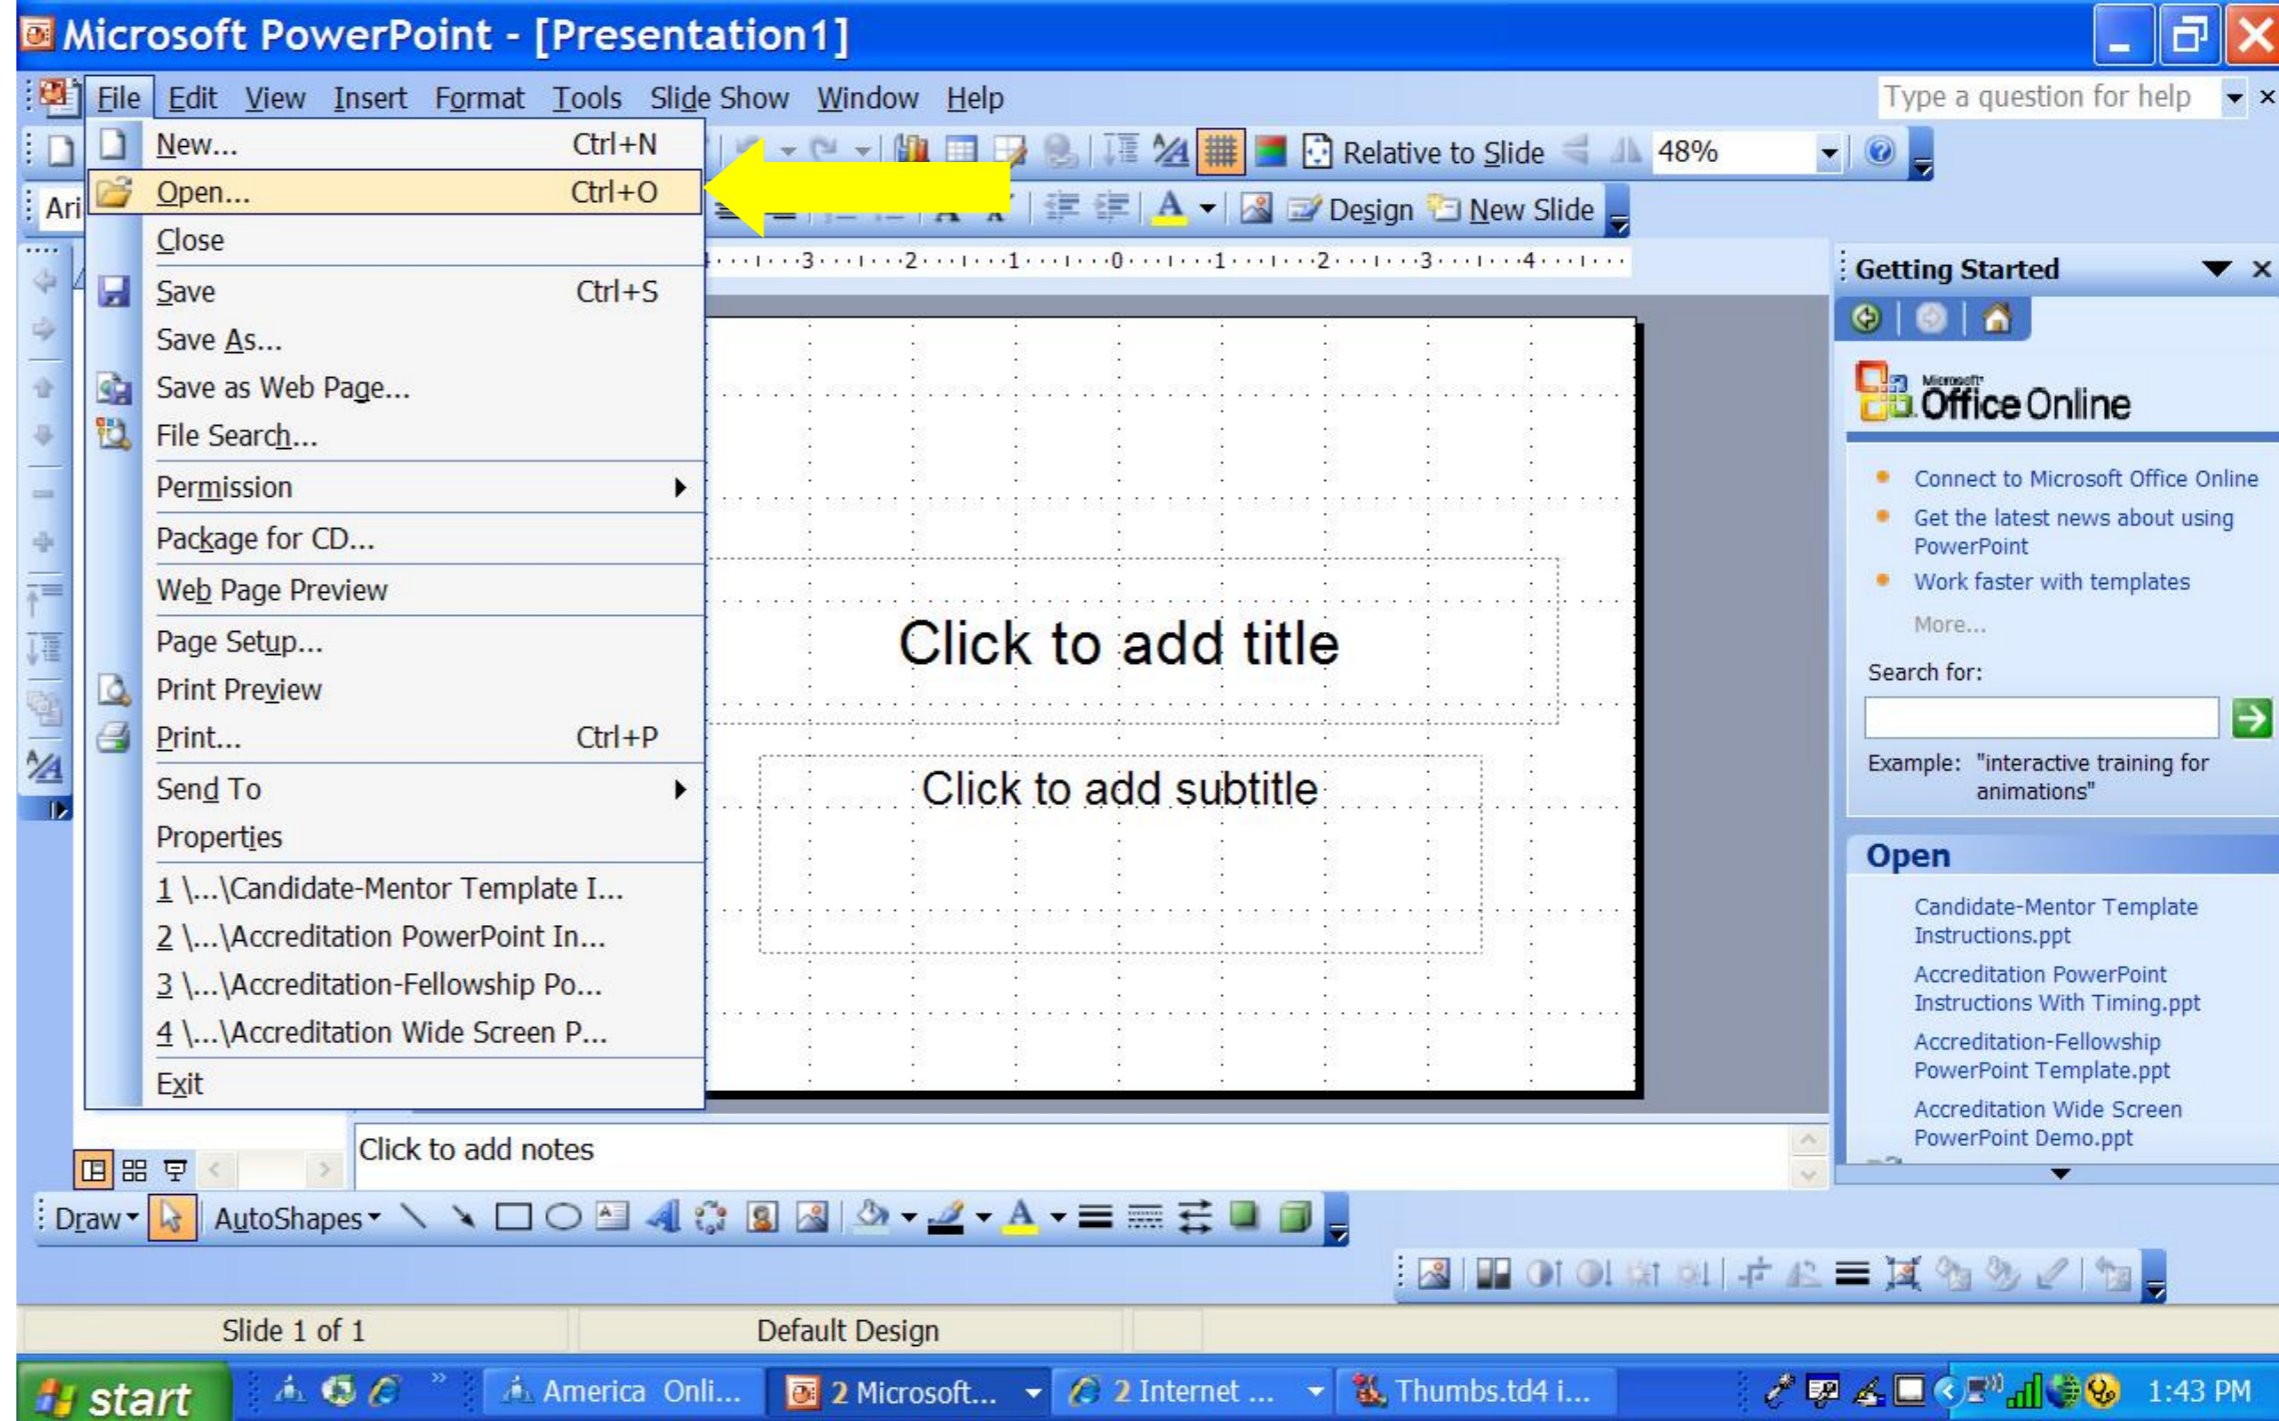 Microsoft PowerPoint - [Presentation1]
File Edit View Insert Format Tools Slide Show Window Help
Type a question for help
New... Ctrl+N
Relative to Slide 48%
Open... Ctrl+O
Ari
Design New Slide
Close
3 2 1 0 1 2 3 4
Save Ctrl+S
Save As...
Save as Web Page...
File Search...
Permission
Package for CD...
Web Page Preview
Page Setup...
Print Preview
Print... Ctrl+P
Send To
Properties
1 \...\Candidate-Mentor Template I...
2 \...\Accreditation PowerPoint In...
3 \...\Accreditation-Fellowship Po...
4 \...\Accreditation Wide Screen P...
Exit
Click to add title
Click to add subtitle
Click to add notes
Getting Started
Microsoft
Office Online
Connect to Microsoft Office Online
Get the latest news about using
PowerPoint
Work faster with templates
More...
Search for:
Example: "interactive training for
animations"
Open
Candidate-Mentor Template
Instructions.ppt
Accreditation PowerPoint
Instructions With Timing.ppt
Accreditation-Fellowship
PowerPoint Template.ppt
Accreditation Wide Screen
PowerPoint Demo.ppt
Draw AutoShapes
Slide 1 of 1 Default Design
start America Onli... 2 Microsoft... 2 Internet ... Thumbs.td4 i... 1:43 PM